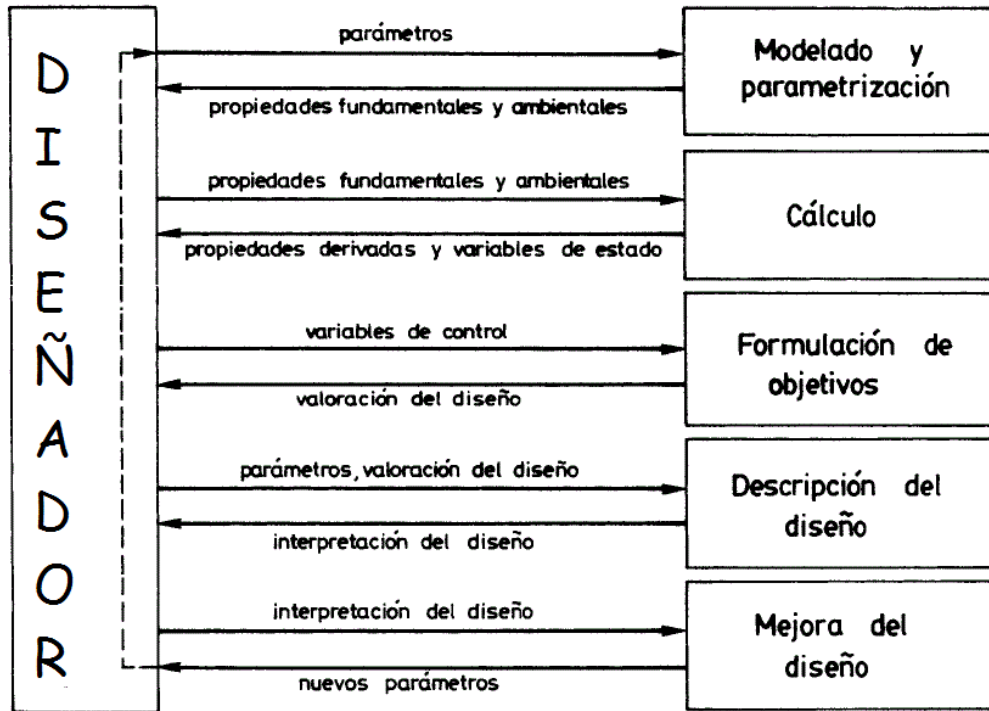 DISEÑADOR
parámetros
Modelado y
parametrización
propiedades fundamentales y ambientales
propiedades fundamentales y ambientales
Cálculo
propiedades derivadas y variables de estado
variables de control
Formulación de
objetivos
valoración del diseño
parámetros, valoración del diseño
Descripción del
diseño
interpretación del diseño
interpretación del diseño
Mejora del
diseño
nuevos parámetros